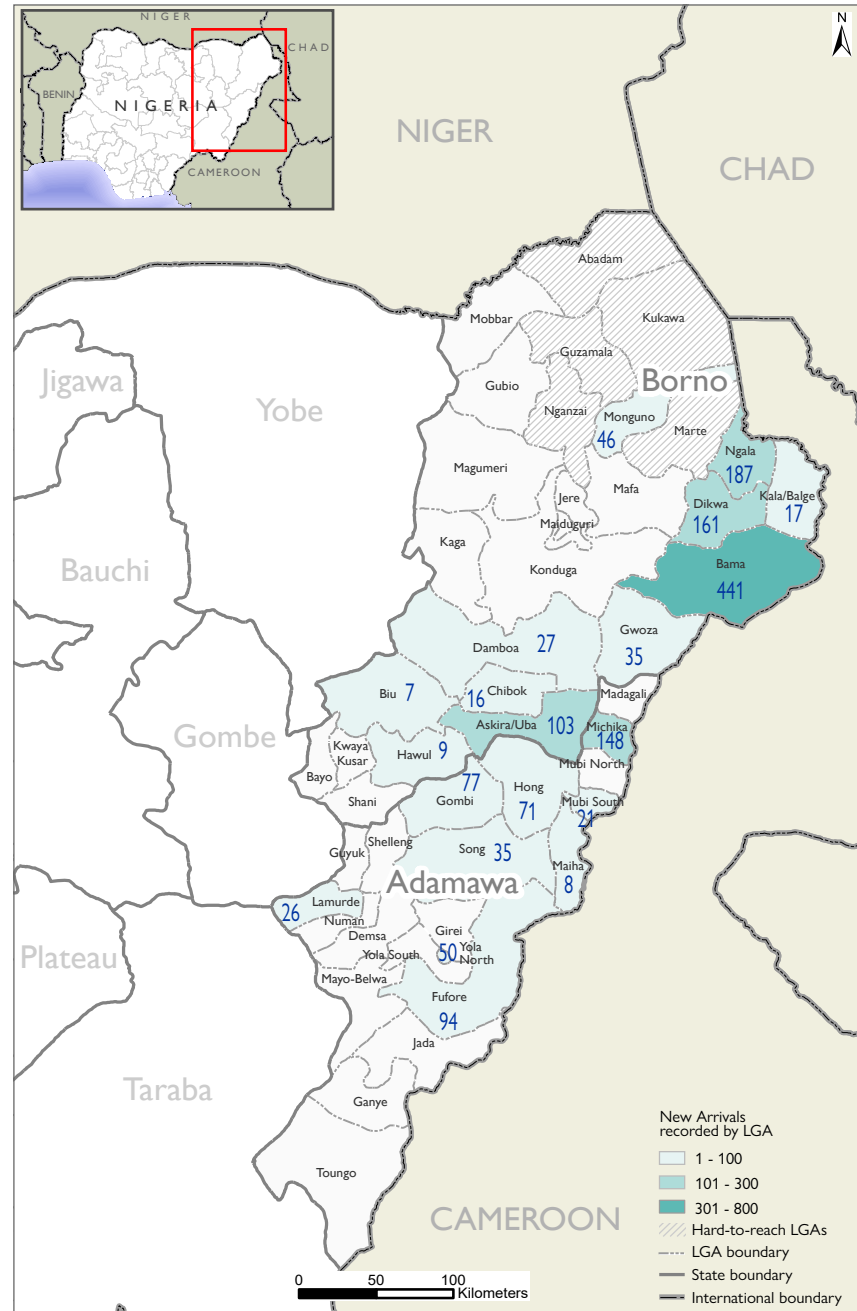 NIGER
CHAD
BENIN
NIGERIA
CAMEROON
N
NIGER
CHAD
Abadam
Mobbar
Kukawa
Guzamala
Jigawa
Borno
Gubio
Yobe
Nganzai
Monguno
46
Marte
Ngala
187
Magumeri
Jere
Mafa
Dikwa
161
Kala/Balge
17
Maiduguri
Kaga
Konduga
Bama
441
Bauchi
Damboa
27
Gwoza
35
Biu
7
16
Chibok
Madagali
Askira/Uba
103
Michika
148
Gombe
Kwaya
Kusar
Hawul
9
Mubi North
Bayo
77
Hong
71
Shani
Gombi
Mubi South
21
Guyuk
Shelleng
Song
35
Maiha
8
Adamawa
26
Lamurde
Numan
Demsa
Girei
50
Yola
North
Yola South
Plateau
Mayo-Belwa
Fufore
94
Jada
Taraba
Ganye
Toungo
CAMEROON
New Arrivals
recorded by LGA
1 - 100
101 - 300
301 - 800
Hard-to-reach LGAs
LGA boundary
State boundary
International boundary
0 50 100
Kilometers